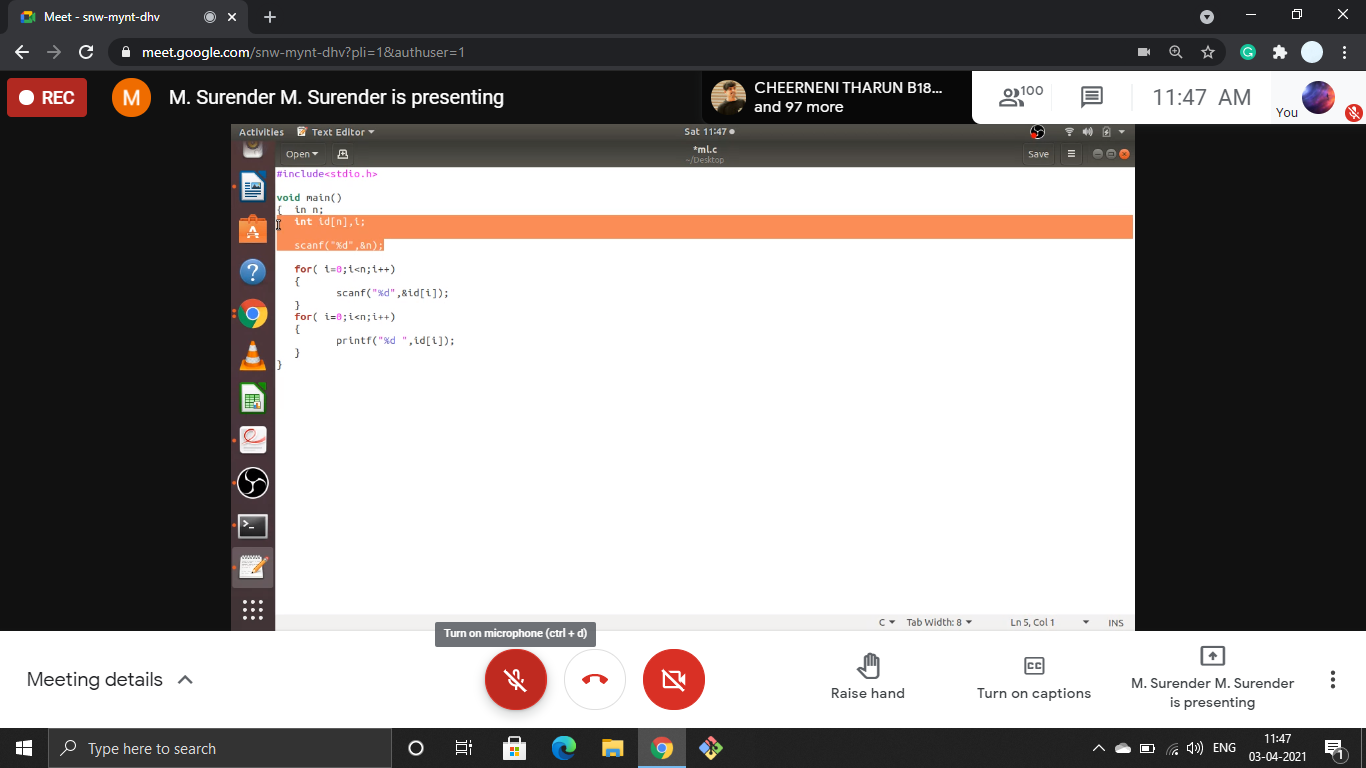 Meet - snw-mynt-dhv
meet.google.com/snw-mynt-dhv?pli=1&authuser=1
REC
M
M. Surender M. Surender is presenting
CHEERNENI THARUN B18...
and 97 more
100
11:47 AM
You
Activities
Text Editor
Sat 11:47
Open
*ml.c
~/Desktop
Save
#include<stdio.h>
void main()
{ in n;
int id[n],i;
scanf("%d",&n);
for( i=0;i<n;i++)
{
scanf("%d",&id[i]);
}
for( i=0;i<n;i++)
{
printf("%d ",id[i]);
}
}
C
Tab Width: 8
Ln 5, Col 1
INS
Turn on microphone (ctrl + d)
Meeting details
Raise hand
CC
Turn on captions
M. Surender M. Surender
is presenting
Type here to search
ENG
11:47
03-04-2021
1